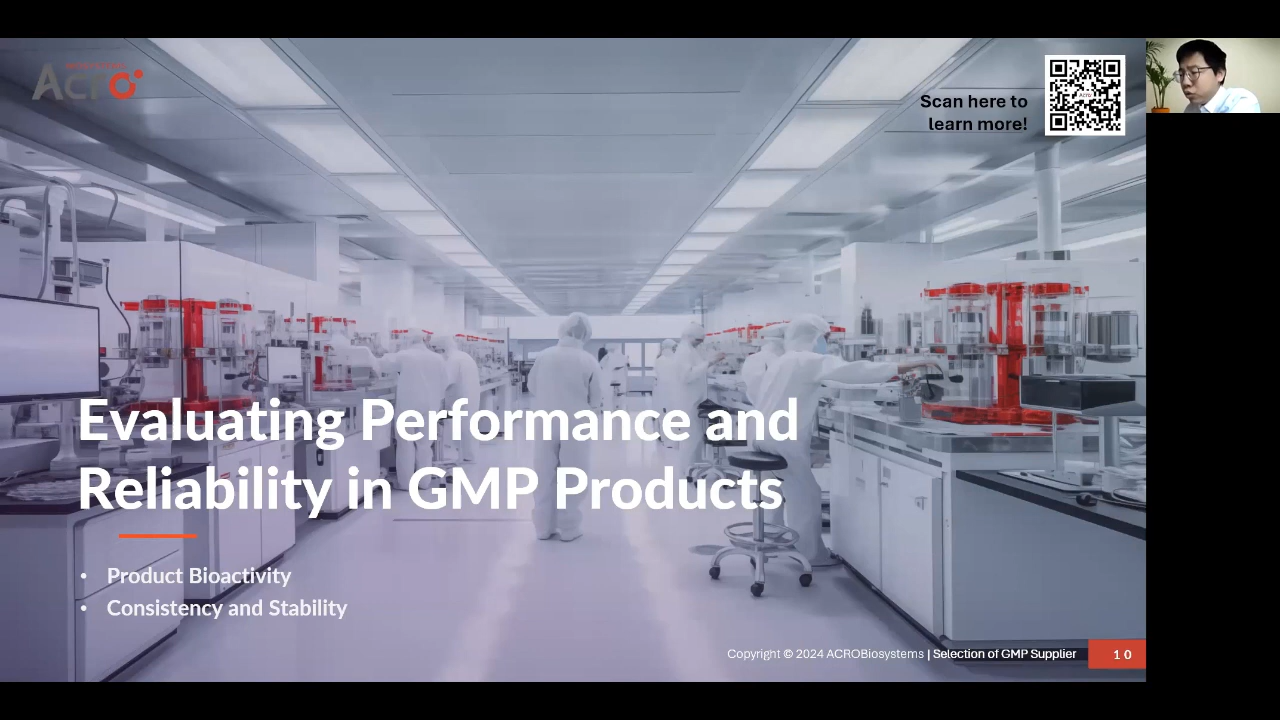 Acro
Scan here to
learn more!
Evaluating Performance and
Reliability in GMP Products
• Product Bioactivity
• Consistency and Stability
Copyright © 2024 ACROBiosystems | Selection of GMP Supplier
10